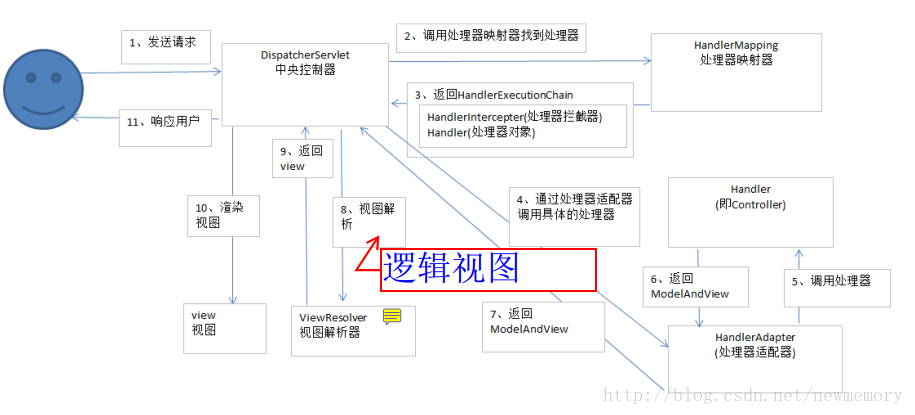 1、发送请求
2、调用处理器映射器找到处理器
DispatcherServlet
中央控制器
HandlerMapping
处理器映射器
3、返回HandlerExecutionChain
HandlerIntercepter(处理器拦截器)
Handler(处理器对象)
11、响应用户
9、返回
view
10、渲染
视图
8、视图解
析
4、通过处理器适配器
调用具体的处理器
Handler
(即Controller)
逻辑视图
6、返回
ModelAndView
5、调用处理器
view
视图
ViewResolver
视图解析器
7、返回
ModelAndView
HandlerAdapter
(处理器适配器)
http://blog.csdn.net/newmemory